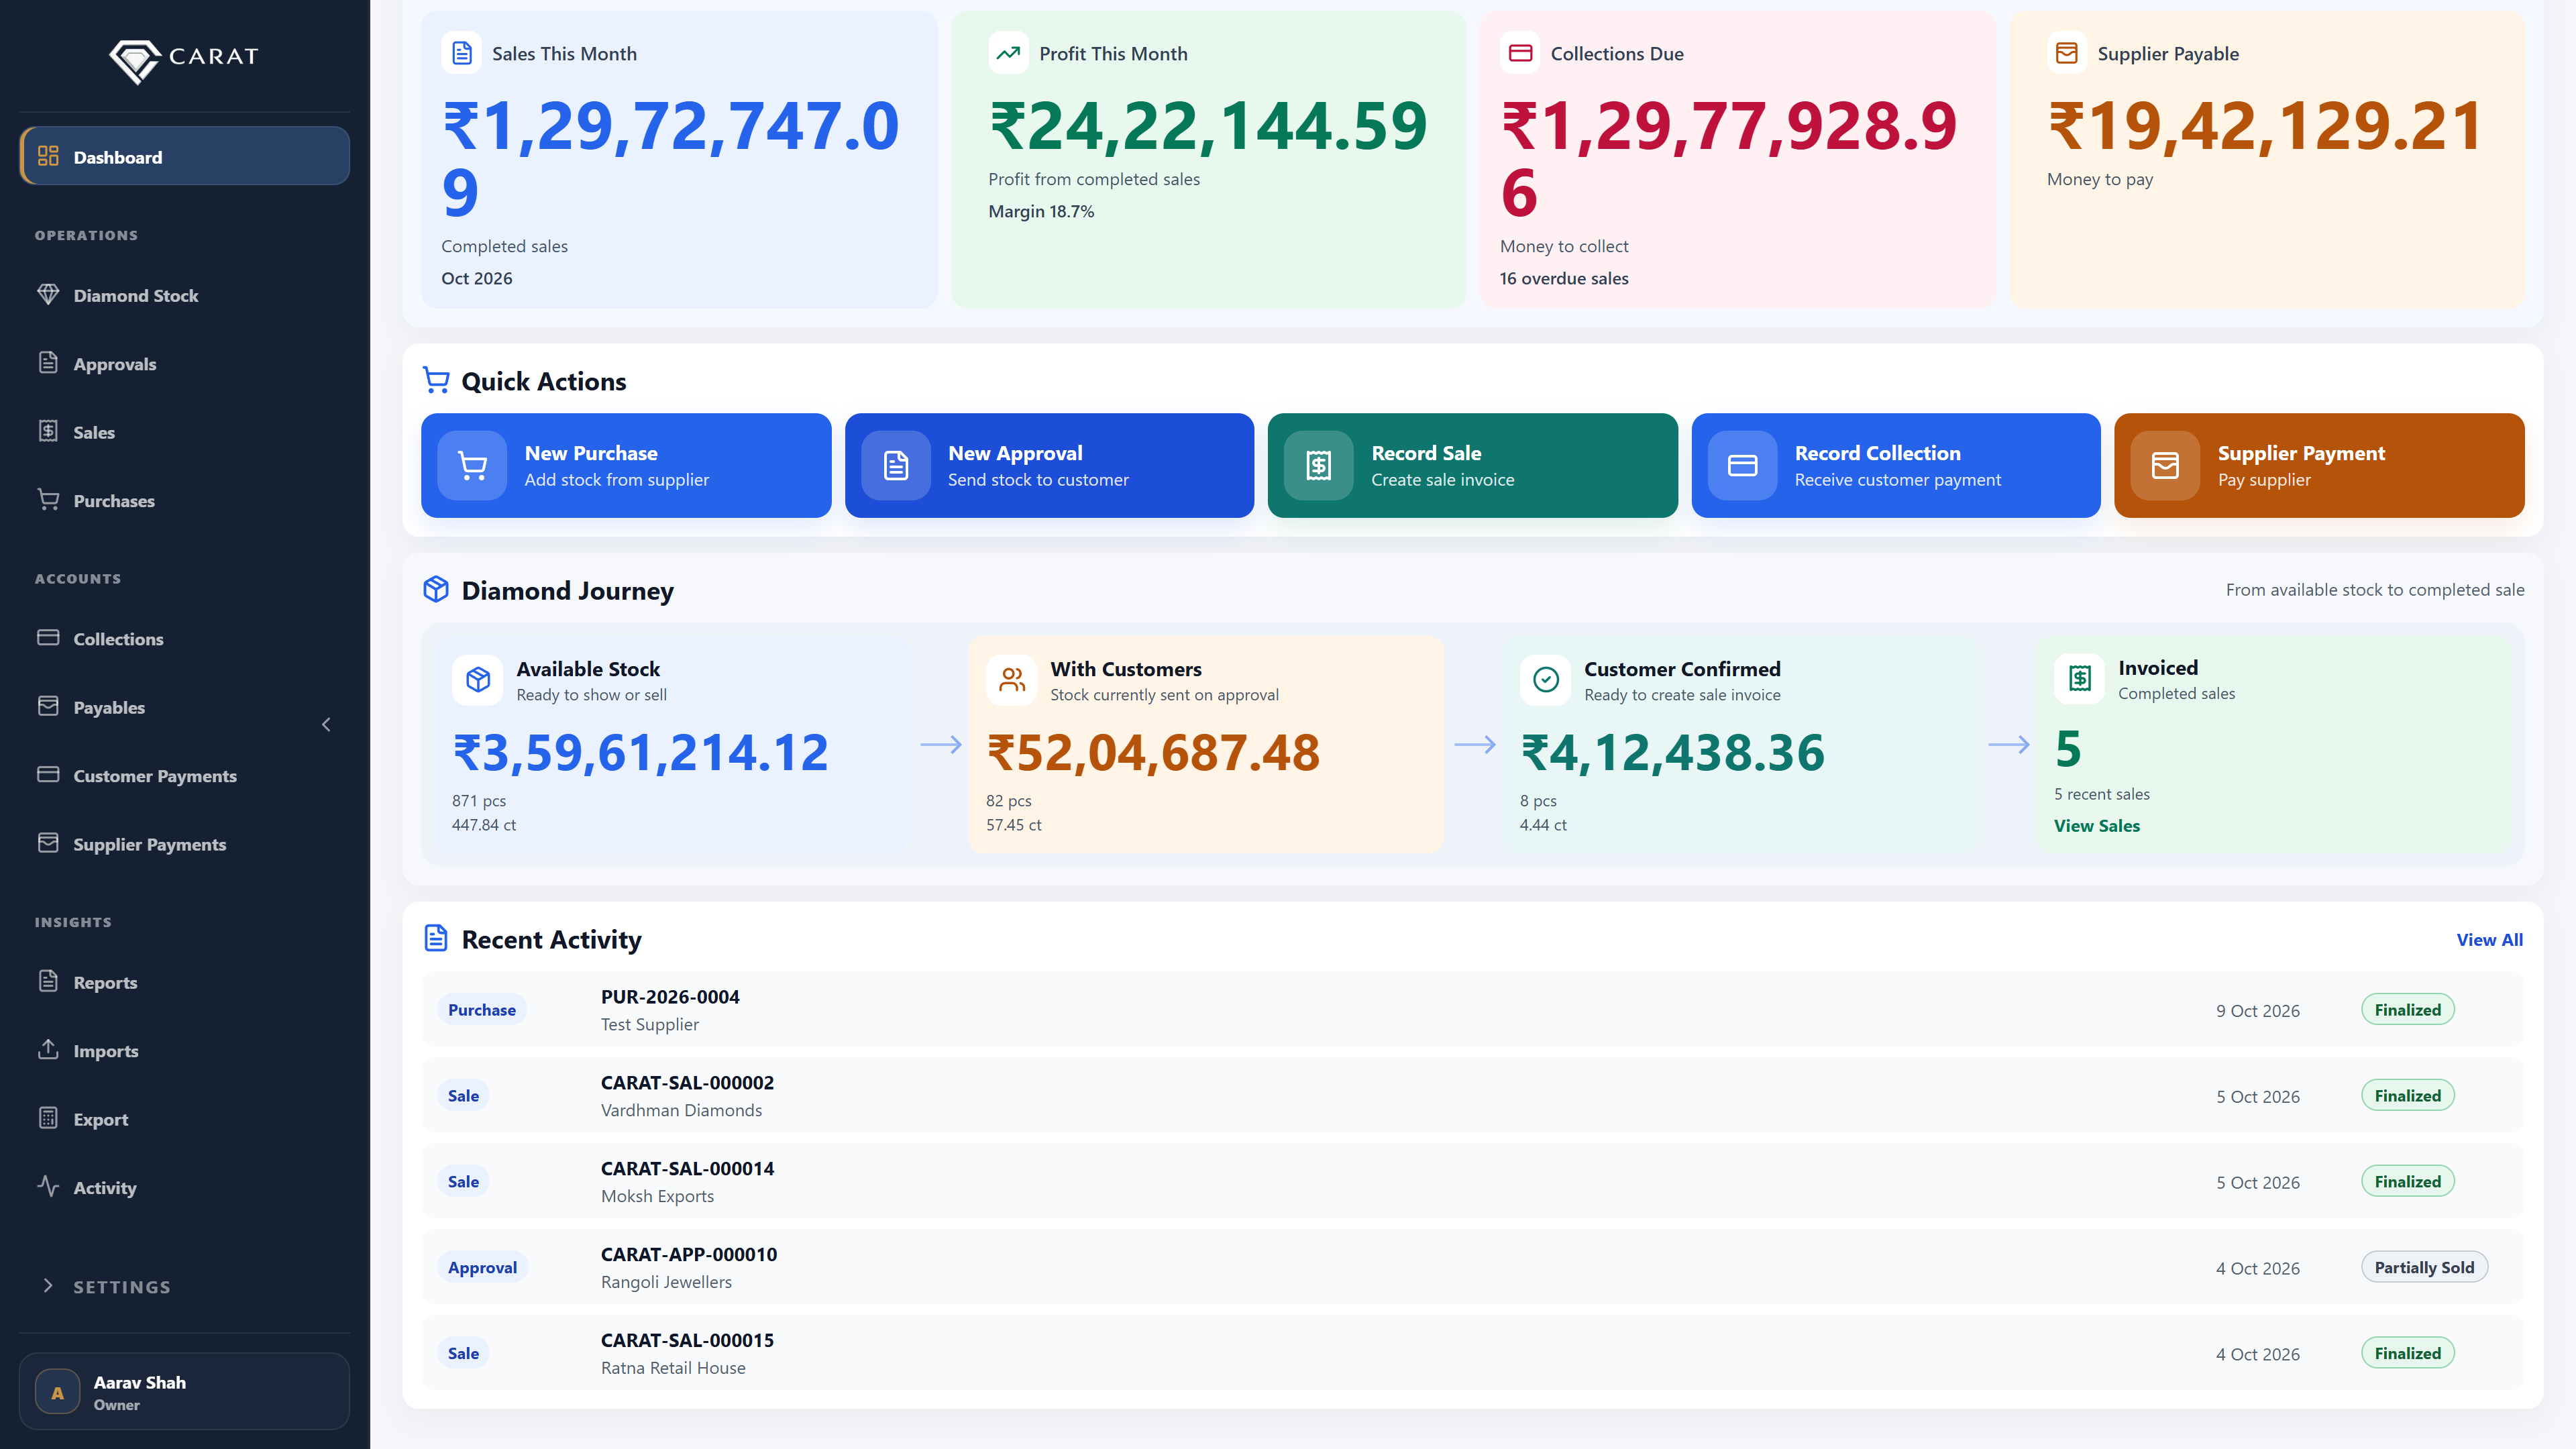 CARAT
Dashboard
OPERATIONS
Diamond Stock
Approvals
Sales
Purchases
ACCOUNTS
Collections
Payables
Customer Payments
Supplier Payments
INSIGHTS
Reports
Imports
Export
Activity
SETTINGS
A
Aarav Shah
Owner
Sales This Month
₹1,29,72,747.0
9
Completed sales
Oct 2026
Profit This Month
₹24,22,144.59
Profit from completed sales
Margin 18.7%
Collections Due
₹1,29,77,928.9
6
Money to collect
16 overdue sales
Supplier Payable
₹19,42,129.21
Money to pay
Quick Actions
New Purchase
Add stock from supplier
New Approval
Send stock to customer
Record Sale
Create sale invoice
Record Collection
Receive customer payment
Supplier Payment
Pay supplier
Diamond Journey
From available stock to completed sale
Available Stock
Ready to show or sell
₹3,59,61,214.12
871 pcs
447.84 ct
With Customers
Stock currently sent on approval
₹52,04,687.48
82 pcs
57.45 ct
Customer Confirmed
Ready to create sale invoice
₹4,12,438.36
8 pcs
4.44 ct
Invoiced
Completed sales
5
5 recent sales
View Sales
Recent Activity
View All
Purchase
PUR-2026-0004
Test Supplier
9 Oct 2026
Finalized
Sale
CARAT-SAL-000002
Vardhman Diamonds
5 Oct 2026
Finalized
Sale
CARAT-SAL-000014
Moksh Exports
5 Oct 2026
Finalized
Approval
CARAT-APP-000010
Rangoli Jewellers
4 Oct 2026
Partially Sold
Sale
CARAT-SAL-000015
Ratna Retail House
4 Oct 2026
Finalized